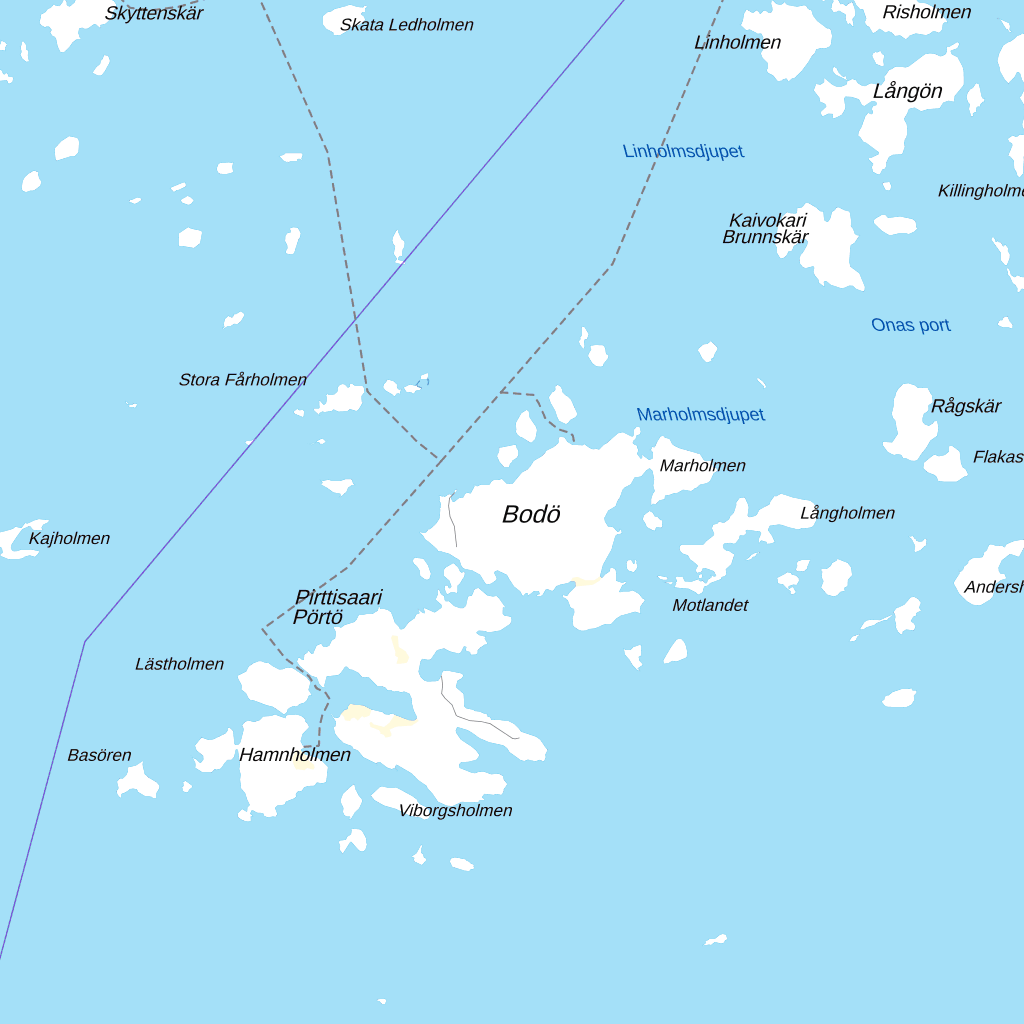 Skyttenskär
Skata Ledholmen
Risholmen
Linholmen
Långön
Linholmsdjupet
Killingholme
Kaivokari
Brunnskär
Onas port
Stora Fårholmen
Rågskär
Marholmsdjupet
Flakas
Marholmen
Bodö
Långholmen
Kajholmen
Andersh
Pirttisaari
Pörtö
Motlandet
Lästholmen
Basören
Hamnholmen
Viborgsholmen